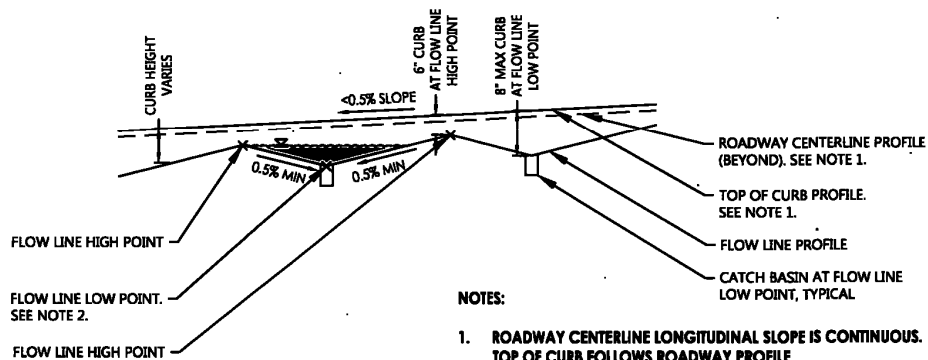 CURB HEIGHT
VARIES
6" CURB
AT FLOW LINE
HIGH POINT
8" MAX CURB
AT FLOW LINE
LOW POINT
<0.5% SLOPE
0.5% MIN
0.5% MIN
ROADWAY CENTERLINE PROFILE
(BEYOND). SEE NOTE 1.
TOP OF CURB PROFILE.
SEE NOTE 1.
FLOW LINE PROFILE
CATCH BASIN AT FLOW LINE
LOW POINT, TYPICAL
FLOW LINE HIGH POINT
FLOW LINE LOW POINT.
SEE NOTE 2.
FLOW LINE HIGH POINT
NOTES:
1. ROADWAY CENTERLINE LONGITUDINAL SLOPE IS CONTINUOUS.
TOP OF CURB FOLLOWS ROADWAY PROFILE